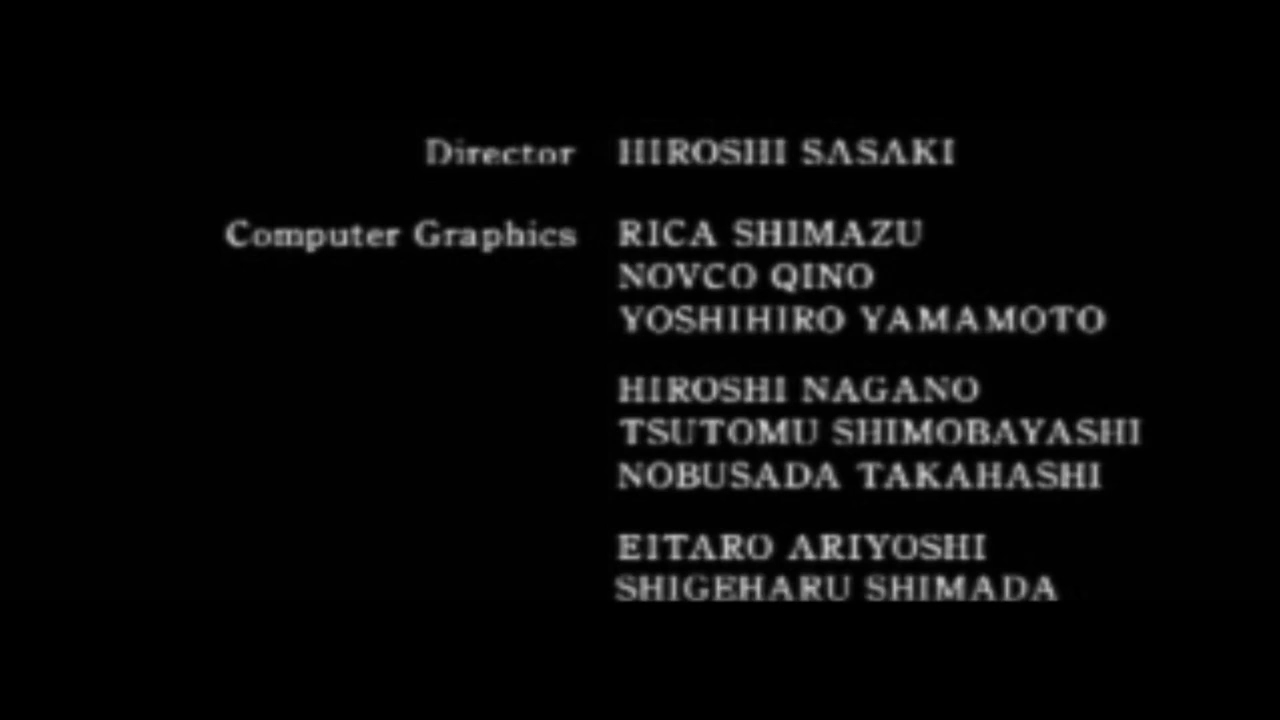 Director HIROSHI SASAKI
Computer Graphics RICA SHIMAZU
NOVCO QINO
YOSHIHIRO YAMAMOTO
HIROSHI NAGANO
TSUTOMU SHIMOBAYASHI
NOBUSADA TAKAHASHI
EITARO ARIYOSHI
SHIGEHARU SHIMADA